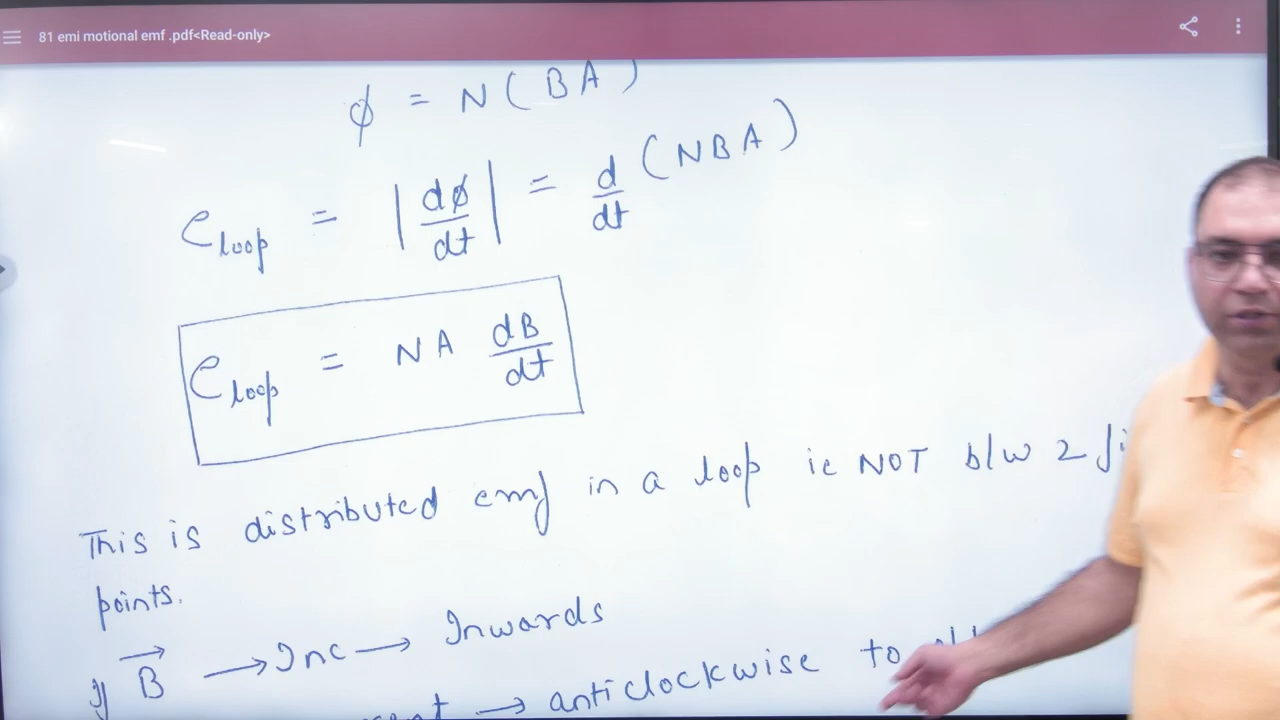 81 emi motional emf .pdf<Read-only>
ϕ = N ( B A )
e loop = | dϕ/dt | = d/dt ( N B A )
e loop = N A dB/dt
This is distributed emf in a loop ie NOT b/w 2
points.
If B → Inc → Inwards
→ anticlockwise to